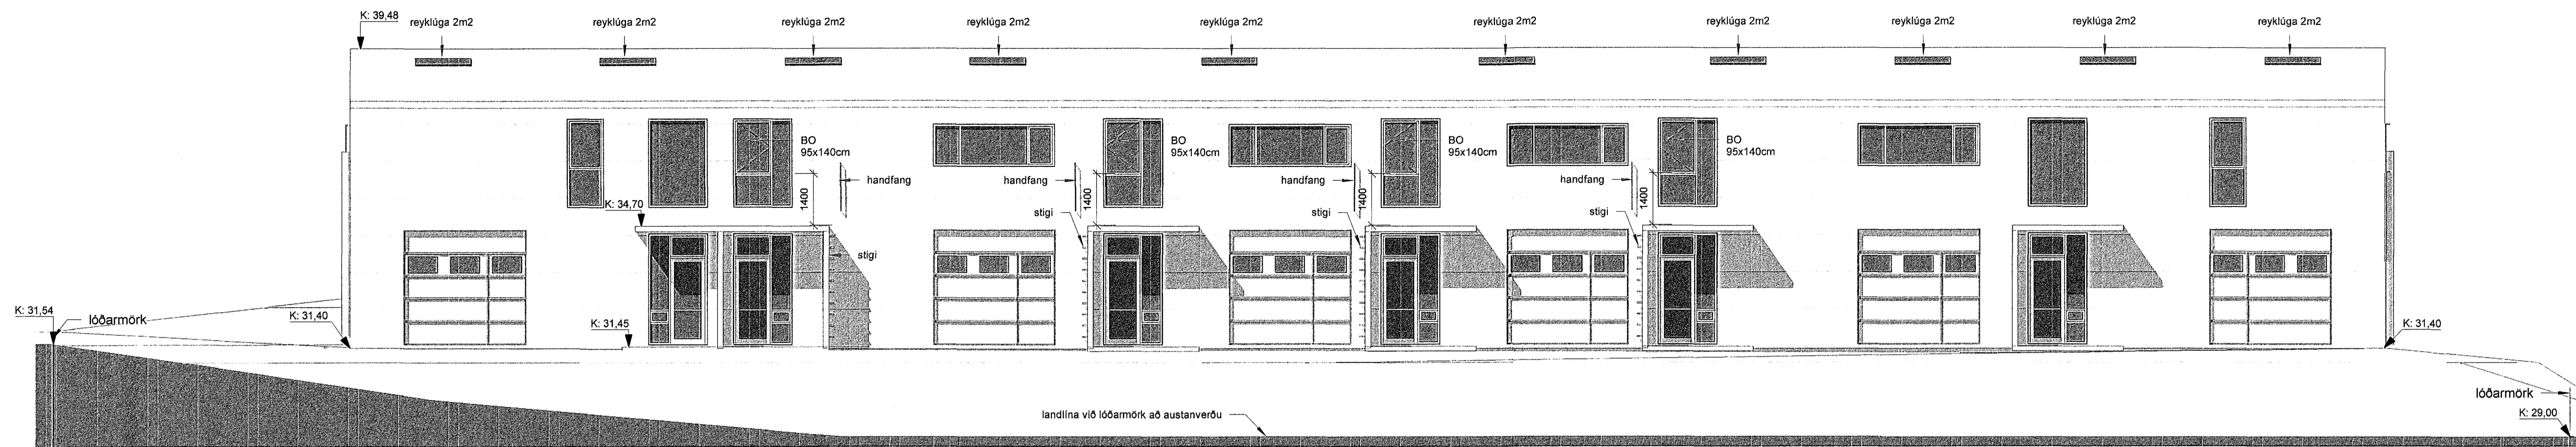 K: 39,48
reyklúga 2m2
reyklúga 2m2
reyklúga 2m2
reyklúga 2m2
reyklúga 2m2
reyklúga 2m2
reyklúga 2m2
reyklúga 2m2
reyklúga 2m2
reyklúga 2m2
BO
95x140cm
BO
95x140cm
BO
95x140cm
BO
95x140cm
handfang
handfang
handfang
handfang
1400
1400
1400
1400
K: 34,70
stigi
stigi
stigi
stigi
K: 31,54
lóðarmörk
K: 31,40
K: 31,45
K: 31,40
lóðarmörk
K: 29,00
landlína við lóðarmörk að austanverðu